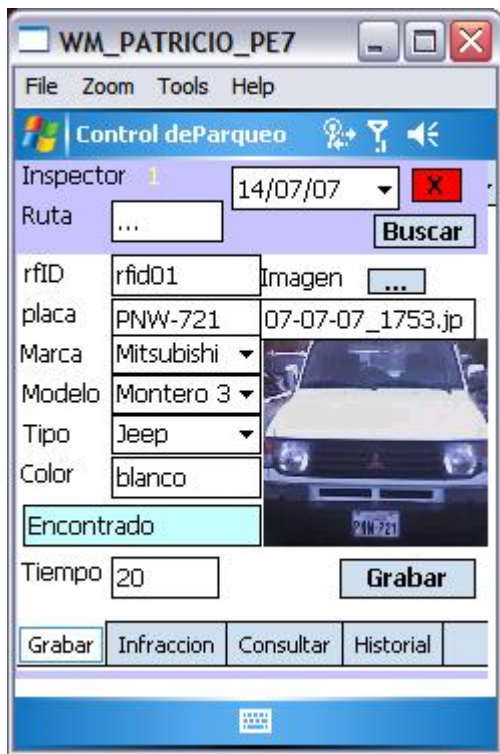 WM_PATRICIO_PE7
File Zoom Tools Help
Control deParqueo
Inspector 1 14/07/07 X
Ruta ... Buscar
rfID rfid01 Imagen ...
placa PNW-721 07-07-07_1753.jp
Marca Mitsubishi
Modelo Montero 3
Tipo Jeep
Color blanco
PNW 721
Encontrado
Tiempo 20 Grabar
Grabar Infraccion Consultar Historial